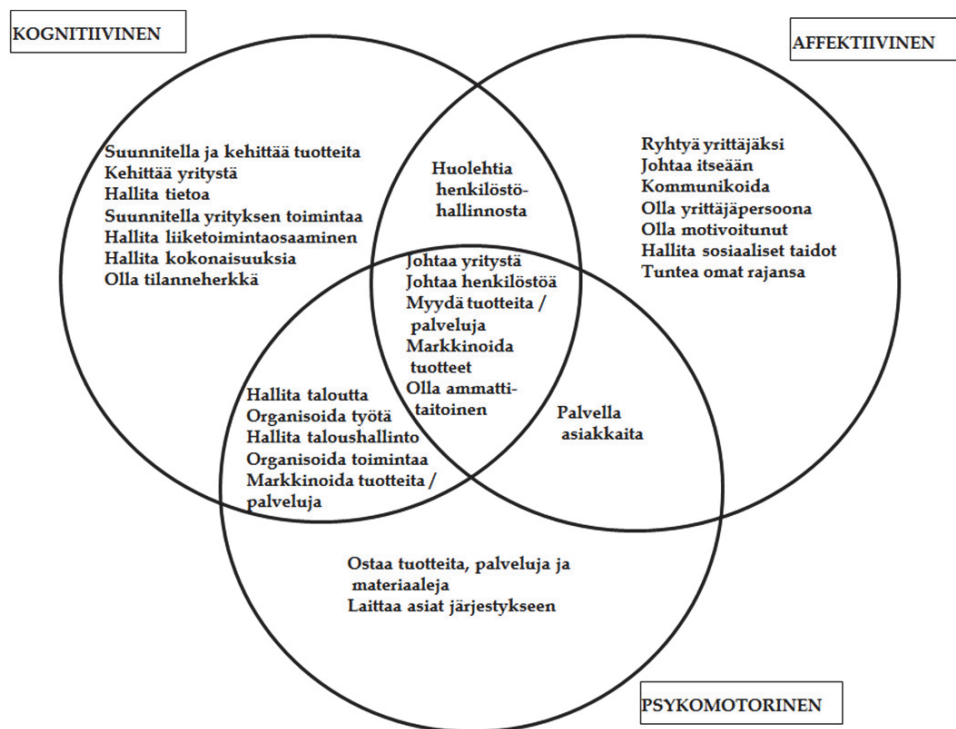 KOGNITIIVINEN
AFFEKTIIVINEN
Suunnitella ja kehittää tuotteita
Kehittää yritystä
Hallita tietoa
Suunnitella yrityksen toimintaa
Hallita liiketoimintaosaaminen
Hallita kokonaisuuksia
Olla tilanneherkkä
Huolehtia
henkilöstö-
hallinnosta
Ryhtyä yrittäjäksi
Johtaa itseään
Kommunikoida
Olla yrittäjäpersoona
Olla motivoitunut
Hallita sosiaaliset taidot
Tuntea omat rajansa
Johtaa yritystä
Johtaa henkilöstöä
Myydä tuotteita /
palveluja
Markkinoida
tuotteet
Olla ammatti-
taitoinen
Hallita taloutta
Organisoida työtä
Hallita taloushallinto
Organisoida toimintaa
Markkinoida tuotteita /
palveluja
Palvella
asiakkaita
Ostaa tuotteita, palveluja ja
materiaaleja
Laittaa asiat järjestykseen
PSYKOMOTORINEN